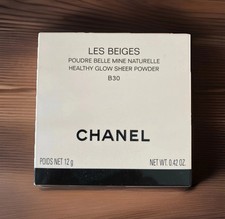 LES BEIGES
POUDRE BELLE MINE NATURELLE
HEALTHY GLOW SHEER POWDER
B30
CHANEL
POIDS NET 12 g NET WT. 0.42 OZ.